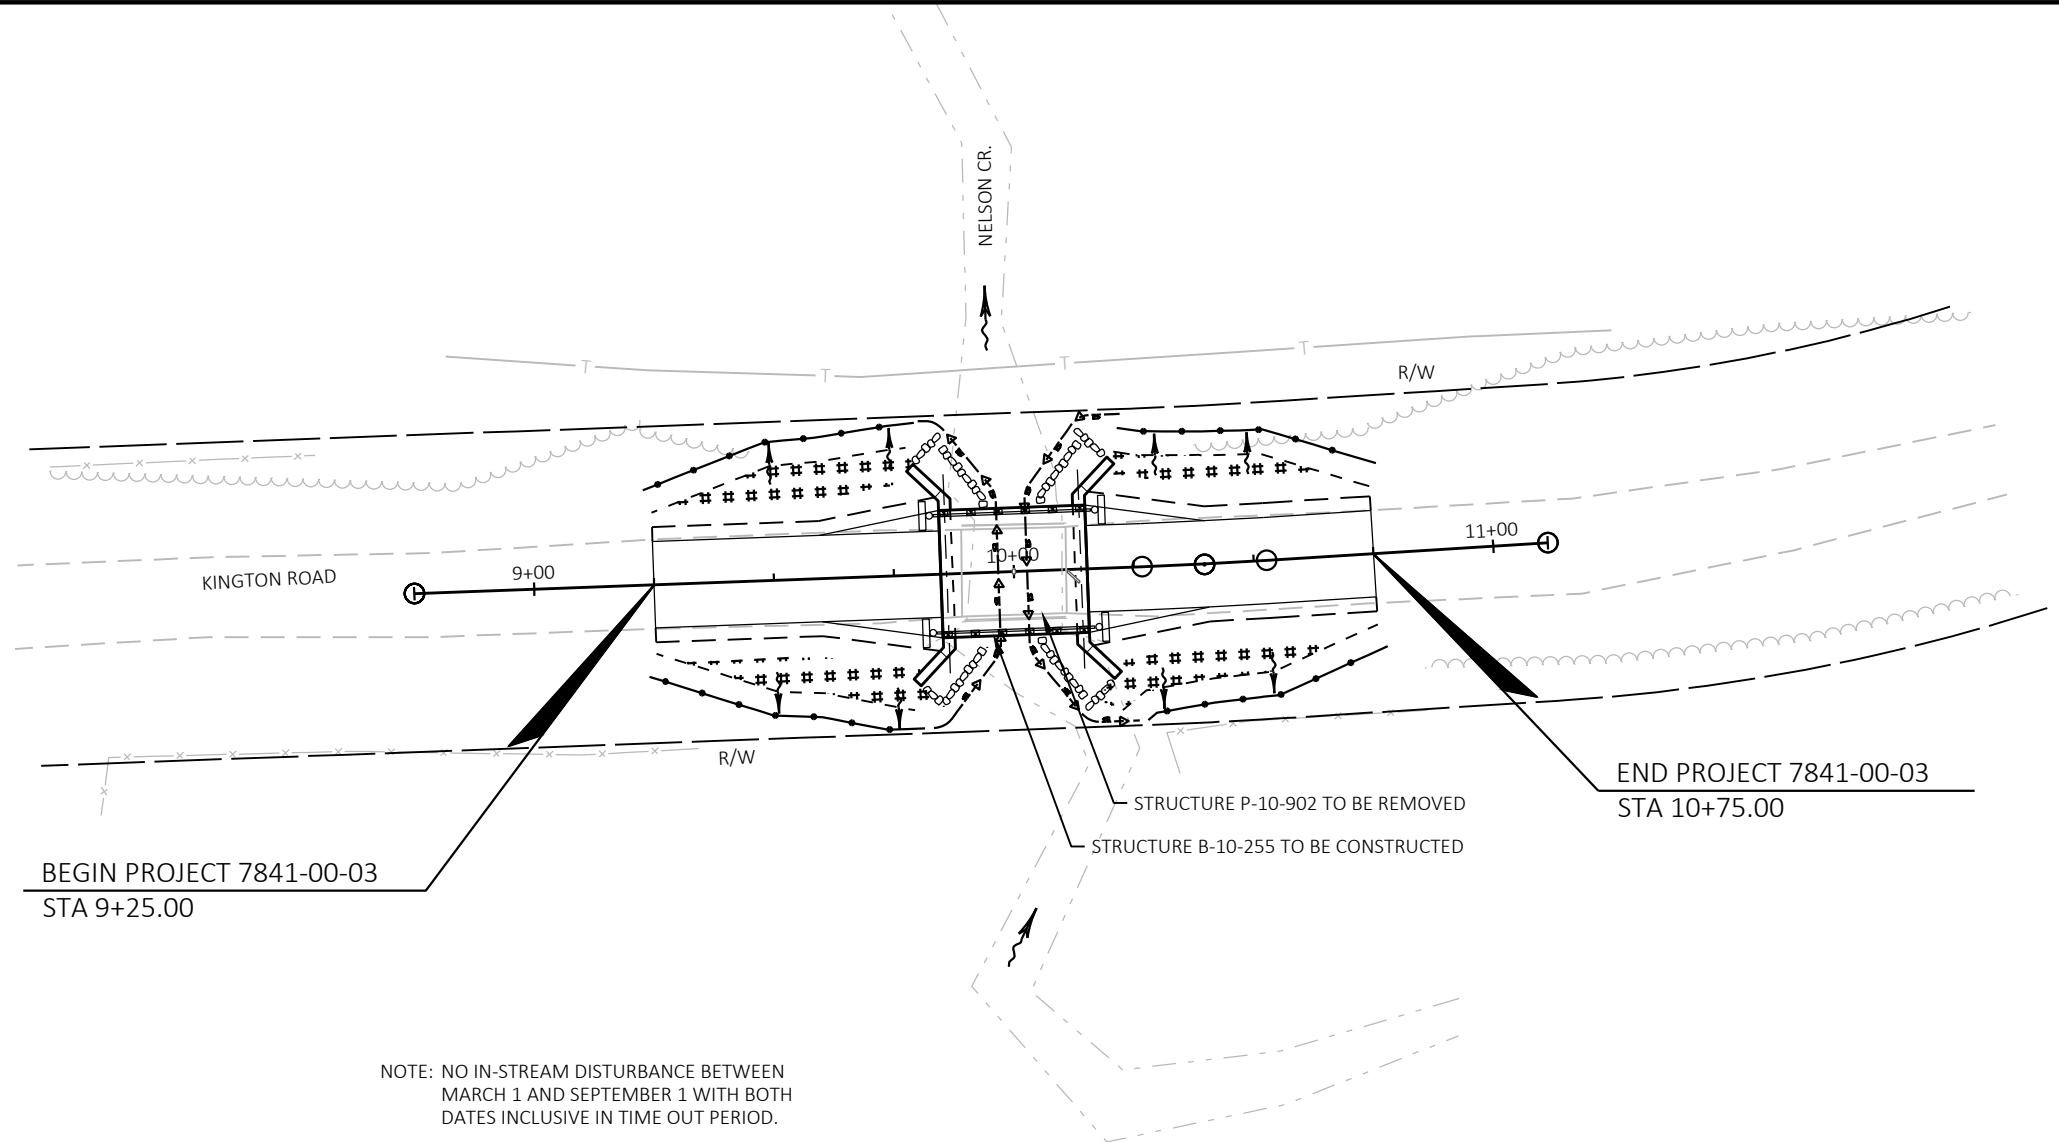 NELSON CR.
T
T
T
T
R/W
11+00
10+00
9+00
KINGTON ROAD
R/W
END PROJECT 7841-00-03
STA 10+75.00
STRUCTURE P-10-902 TO BE REMOVED
STRUCTURE B-10-255 TO BE CONSTRUCTED
BEGIN PROJECT 7841-00-03
STA 9+25.00
NOTE: NO IN-STREAM DISTURBANCE BETWEEN
MARCH 1 AND SEPTEMBER 1 WITH BOTH
DATES INCLUSIVE IN TIME OUT PERIOD.